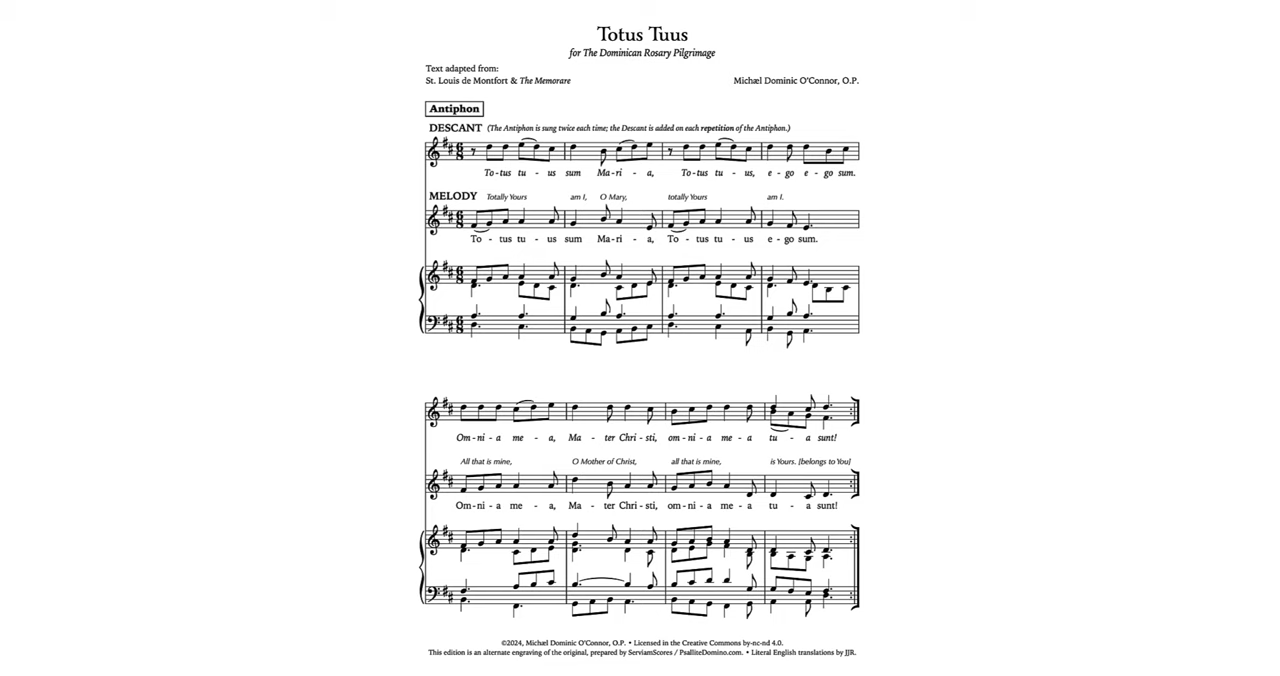 Totus Tuus
for The Dominican Rosary Pilgrimage
Text adapted from:
St. Louis de Montfort & The Memorare
Michæl Dominic O'Connor, O.P.
Antiphon
DESCANT (The Antiphon is sung twice each time; the Descant is added on each repetition of the Antiphon.)
To - tus tu - us sum Ma - ri - a, To - tus tu - us, e - go e - go sum.
MELODY Totally Yours am I, O Mary, totally Yours am I.
To - tus tu - us sum Ma - ri - a, To - tus tu - us e - go sum.
Om - ni - a me - a, Ma - ter Chri - sti, om - ni - a me - a tu - a sunt!
All that is mine, O Mother of Christ, all that is mine, is Yours. [belongs to You]
Om - ni - a me - a, Ma - ter Chri - sti, om - ni - a me - a tu - a sunt!
©2024, Michæl Dominic O'Connor, O.P. • Licensed in the Creative Commons by-nc-nd 4.0.
This edition is an alternate engraving of the original, prepared by ServiamScores / PsalliteDomino.com. • Literal English translations by JJR.